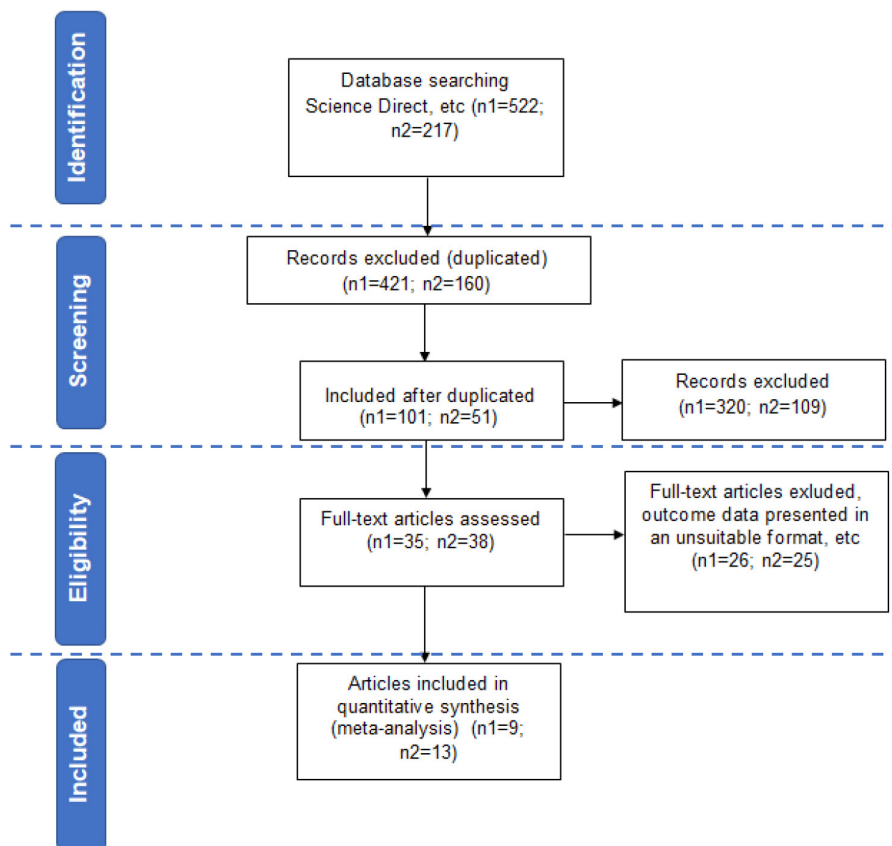 Identification
Database searching
Science Direct, etc (n1=522;
n2=217)
Screening
Records excluded (duplicated)
(n1=421; n2=160)
Included after duplicated
(n1=101; n2=51)
Records excluded
(n1=320; n2=109)
Eligibility
Full-text articles assessed
(n1=35; n2=38)
Full-text articles exluded,
outcome data presented in
an unsuitable format, etc
(n1=26; n2=25)
Included
Articles included in
quantitative synthesis
(meta-analysis) (n1=9;
n2=13)